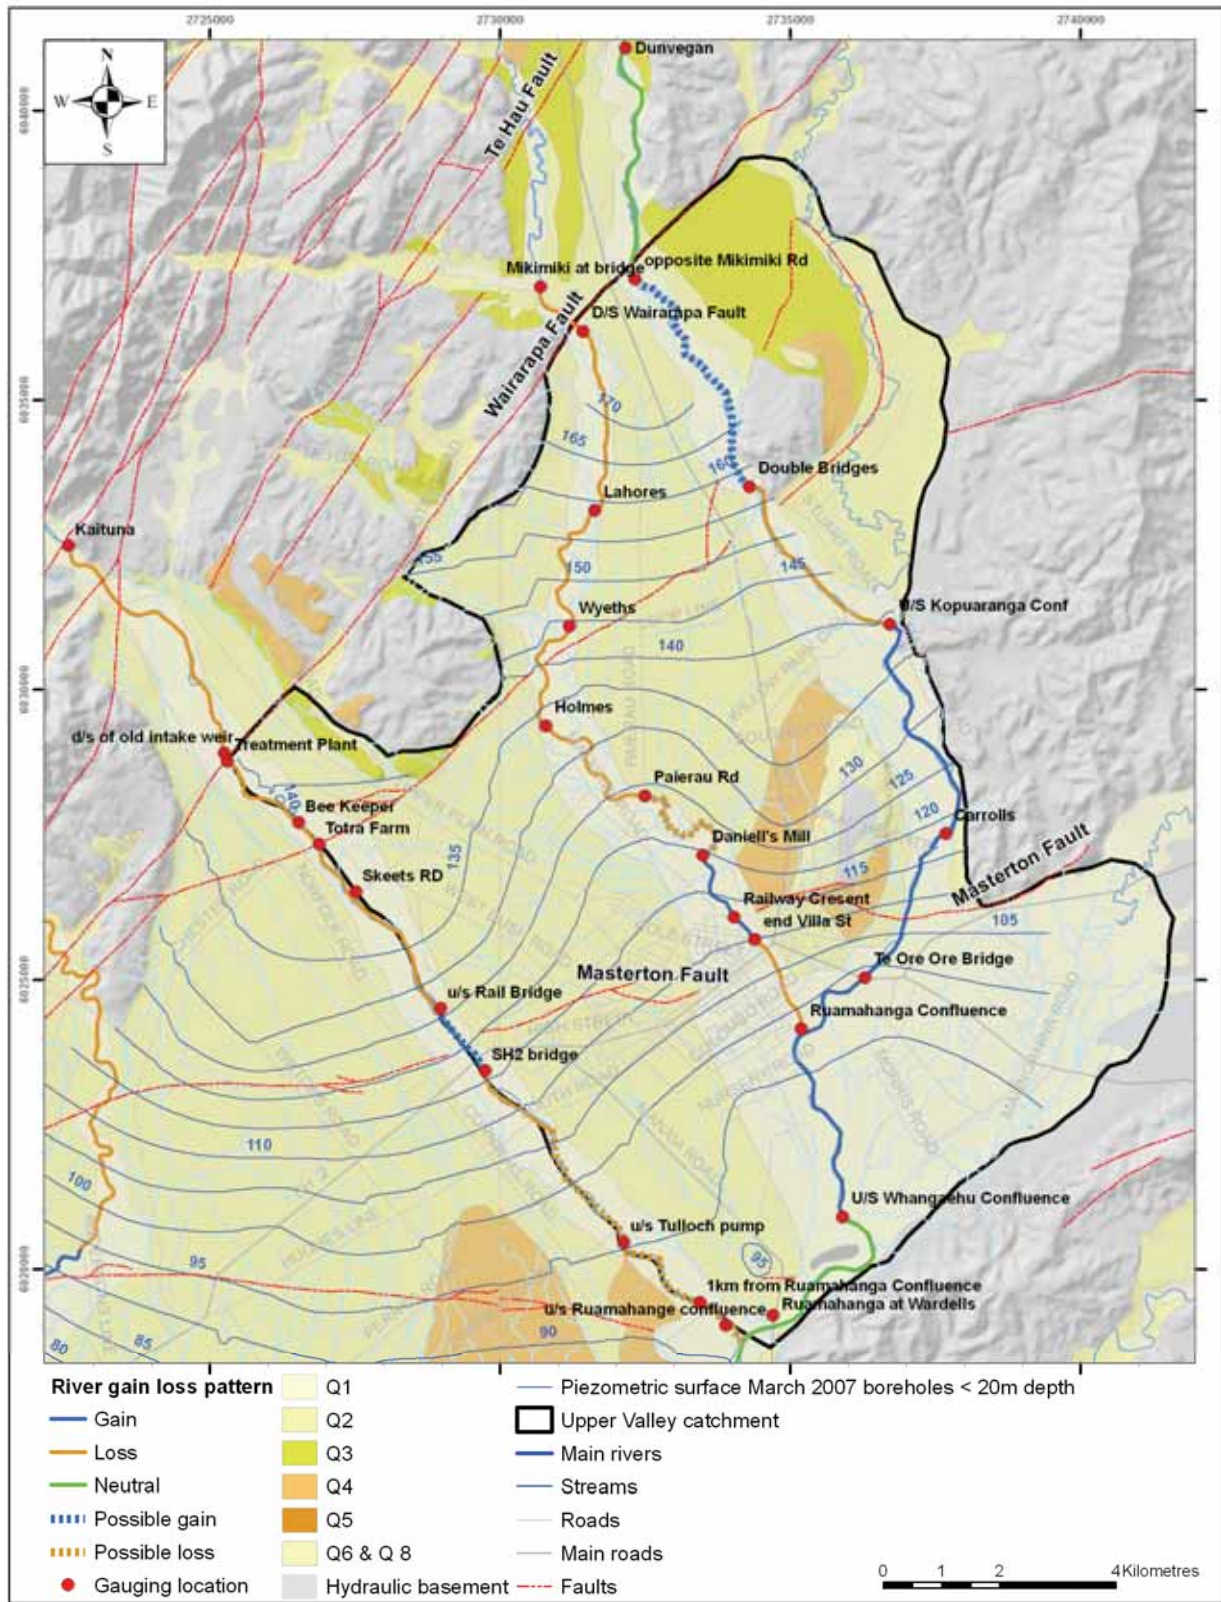 2725000
2730000
2735000
2740000
6040000
6035000
6030000
6025000
6020000
N
W
E
S
Dunvegan
Te Hau Fault
Mikimiki at bridge
opposite Mikimiki Rd
D/S Wairarapa Fault
Wairarapa Fault
170
165
160
Double Bridges
Lahores
Kaituna
155
150
145
Wyeths
U/S Kopuaranga Conf
140
Holmes
d/s of old intake weir
Treatment Plant
Paierau Rd
130
125
140
Bee Keeper
120
Carrolls
Totra Farm
Daniell's Mill
135
115
Skeets RD
Masterton Fault
Railway Cresent
end Villa St
105
Te Ore Ore Bridge
Masterton Fault
u/s Rail Bridge
Ruamahanga Confluence
SH2 bridge
110
100
U/S Whangaehu Confluence
u/s Tulloch pump
95
95
1km from Ruamahanga Confluence
u/s Ruamahange confluence
Ruamahanga at Wardells
90
85
80
River gain loss pattern
Gain
Loss
Neutral
Possible gain
Possible loss
Gauging location
Q1
Q2
Q3
Q4
Q5
Q6 & Q 8
Hydraulic basement
Piezometric surface March 2007 boreholes < 20m depth
Upper Valley catchment
Main rivers
Streams
Roads
Main roads
Faults
0 1 2 4 Kilometres